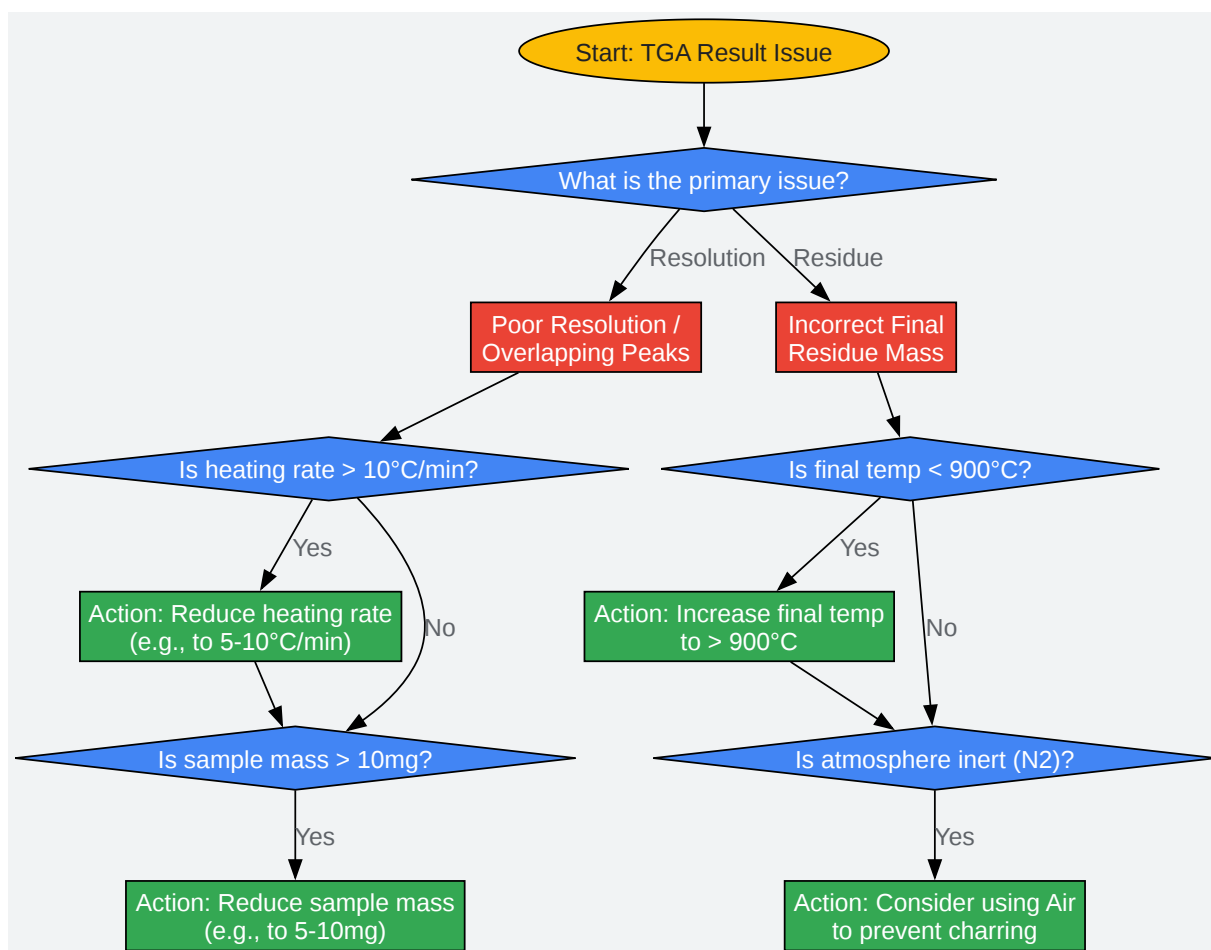 Start: TGA Result Issue
What is the primary issue?
Resolution
Residue
Poor Resolution /
Overlapping Peaks
Incorrect Final
Residue Mass
Is heating rate > 10°C/min?
Is final temp < 900°C?
Yes
Yes
Action: Reduce heating rate
(e.g., to 5-10°C/min)
No
Action: Increase final temp
to > 900°C
No
Is sample mass > 10mg?
Is atmosphere inert (N2)?
Yes
Yes
Action: Reduce sample mass
(e.g., to 5-10mg)
Action: Consider using Air
to prevent charring